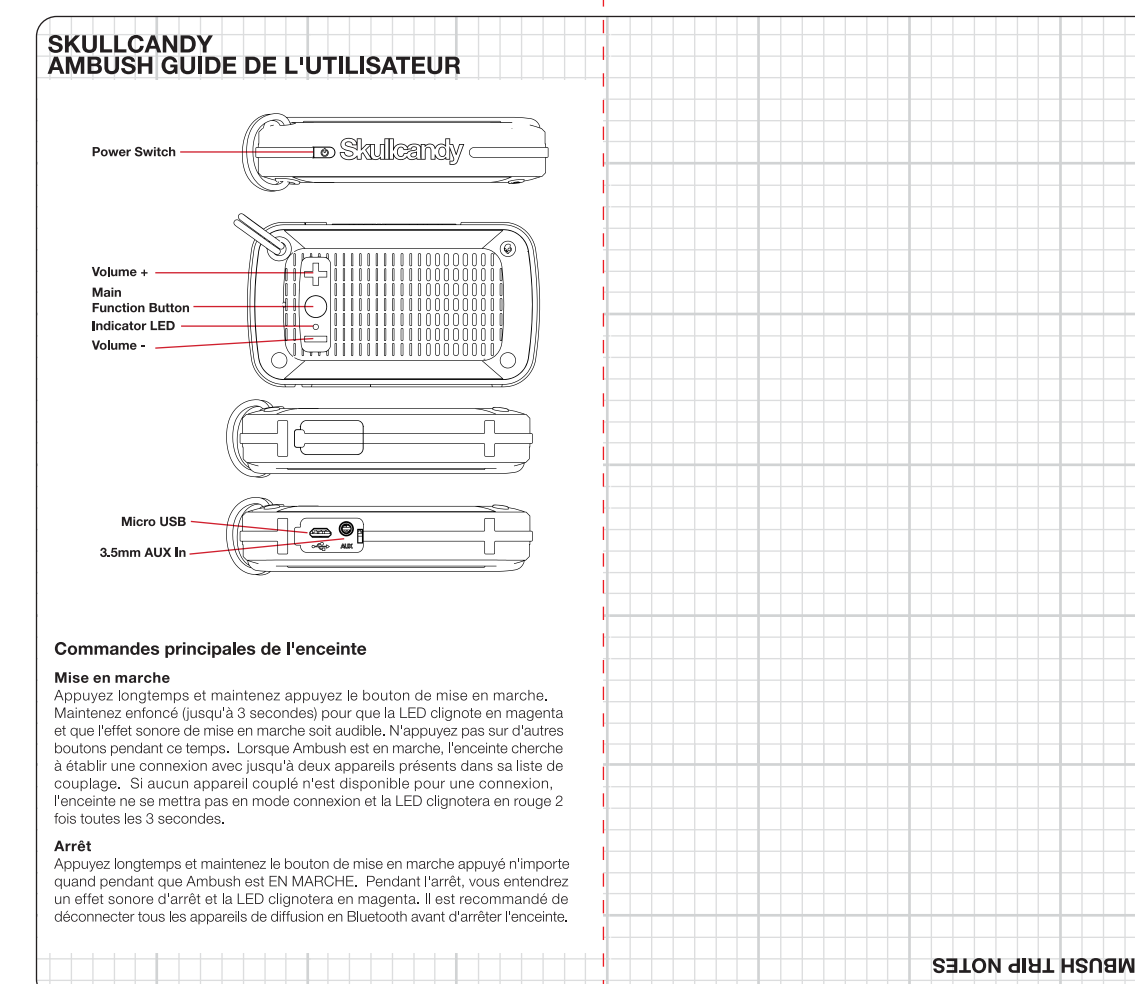 SKULLCANDY
AMBUSH GUIDE DE L'UTILISATEUR
Power Switch
Skullcandy
Volume +
Main
Function Button
Indicator LED
Volume -
Micro USB
3.5mm AUX In
AUX
Commandes principales de l'enceinte
Mise en marche
Appuyez longtemps et maintenez appuyez le bouton de mise en marche.
Maintenez enfoncé (jusqu'à 3 secondes) pour que la LED clignote en magenta
et que l'effet sonore de mise en marche soit audible. N'appuyez pas sur d'autres
boutons pendant ce temps. Lorsque Ambush est en marche, l'enceinte cherche
à établir une connexion avec jusqu'à deux appareils présents dans sa liste de
couplage. Si aucun appareil couplé n'est disponible pour une connexion,
l'enceinte ne se mettra pas en mode connexion et la LED clignotera en rouge 2
fois toutes les 3 secondes.
Arrêt
Appuyez longtemps et maintenez le bouton de mise en marche appuyé n'importe
quand pendant que Ambush est EN MARCHE. Pendant l'arrêt, vous entendrez
un effet sonore d'arrêt et la LED clignotera en magenta. Il est recommandé de
déconnecter tous les appareils de diffusion en Bluetooth avant d'arrêter l'enceinte.
MBUSH TRIP NOTES